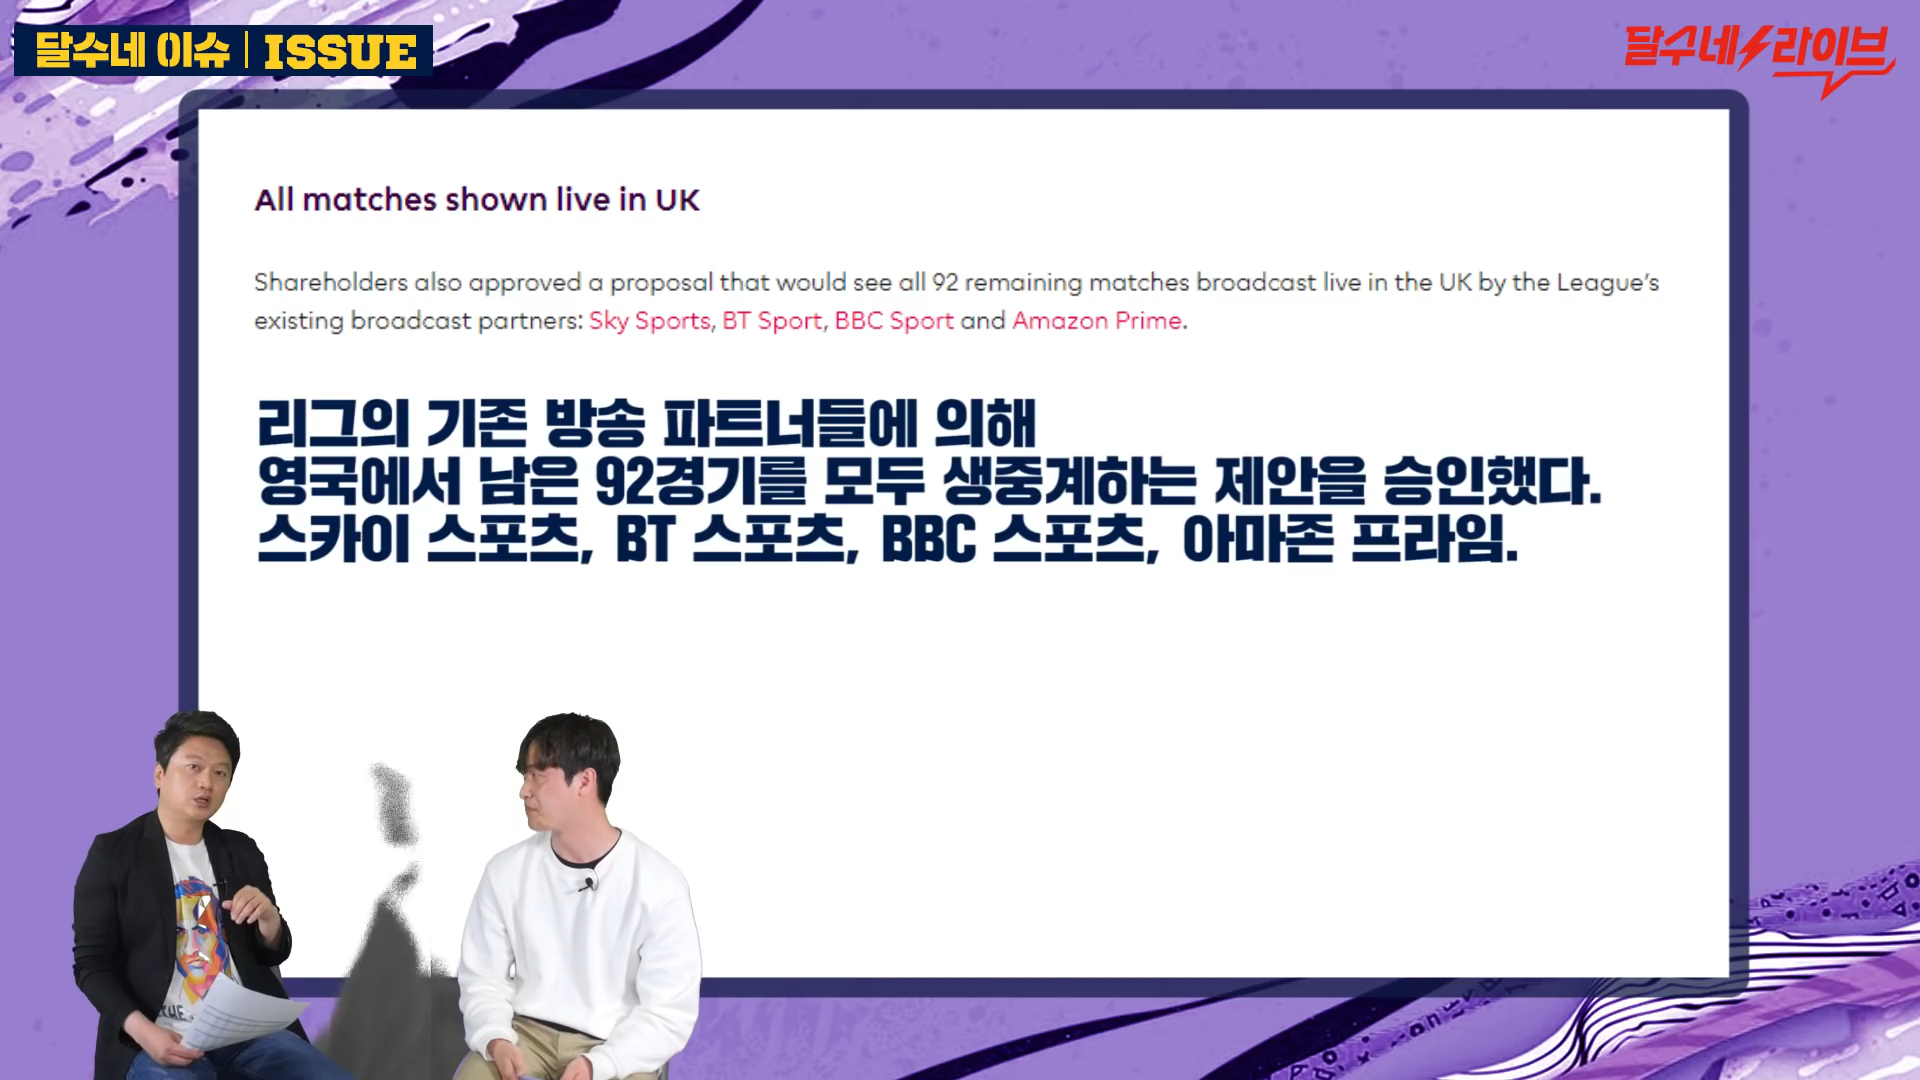 달수네 이슈 | ISSUE
달수네 라이브
All matches shown live in UK
Shareholders also approved a proposal that would see all 92 remaining matches broadcast live in the UK by the League's
existing broadcast partners: Sky Sports, BT Sport, BBC Sport and Amazon Prime.
리그의 기존 방송 파트너들에 의해
영국에서 남은 92경기를 모두 생중계하는 제안을 승인했다.
스카이 스포츠, BT 스포츠, BBC 스포츠, 아마존 프라임.